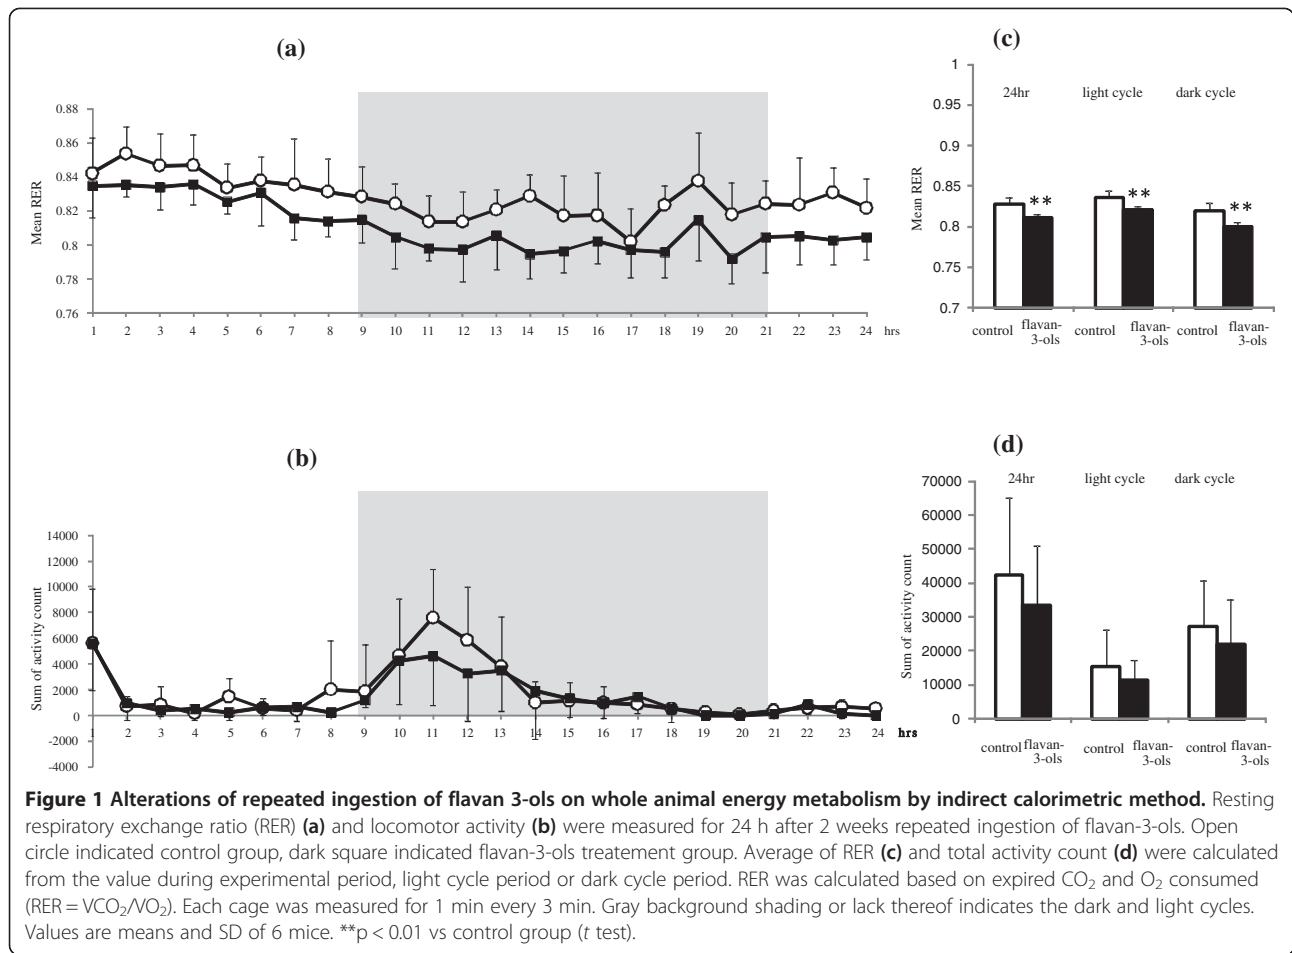 (a)
Mean RER
0.88
0.86
0.84
0.82
0.8
0.78
0.76
1 2 3 4 5 6 7 8 9 10 11 12 13 14 15 16 17 18 19 20 21 22 23 24 hrs
(c)
Mean RER
1
0.95
0.9
0.85
0.8
0.75
0.7
24hr light cycle dark cycle
** ** **
control flavan-3-ols control flavan-3-ols control flavan-3-ols
(b)
Sum of activity count
14000
12000
10000
8000
6000
4000
2000
0
-2000
-4000
1 2 3 4 5 6 7 8 9 10 11 12 13 14 15 16 17 18 19 20 21 22 23 24 hrs
(d)
Sum of activity count
70000
60000
50000
40000
30000
20000
10000
0
24hr light cycle dark cycle
control flavan-3-ols control flavan-3-ols control flavan-3-ols
Figure 1 Alterations of repeated ingestion of flavan 3-ols on whole animal energy metabolism by indirect calorimetric method. Resting
respiratory exchange ratio (RER) (a) and locomotor activity (b) were measured for 24 h after 2 weeks repeated ingestion of flavan-3-ols. Open
circle indicated control group, dark square indicated flavan-3-ols treatement group. Average of RER (c) and total activity count (d) were calculated
from the value during experimental period, light cycle period or dark cycle period. RER was calculated based on expired CO₂ and O₂ consumed
(RER = VCO₂/VO₂). Each cage was measured for 1 min every 3 min. Gray background shading or lack thereof indicates the dark and light cycles.
Values are means and SD of 6 mice. **p < 0.01 vs control group (t test).